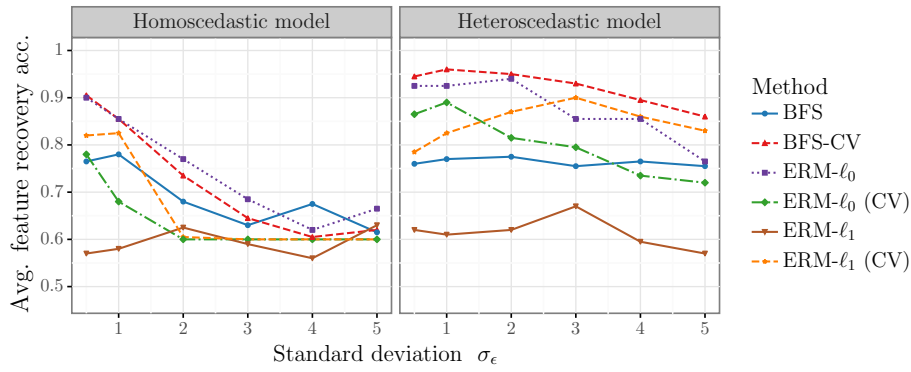 Homoscedastic model
Heteroscedastic model
Avg. feature recovery acc.
1
0.9
0.8
0.7
0.6
0.5
1 2 3 4 5
1 2 3 4 5
Standard deviation σ_ϵ
Method
BFS
BFS-CV
ERM-ℓ₀
ERM-ℓ₀ (CV)
ERM-ℓ₁
ERM-ℓ₁ (CV)